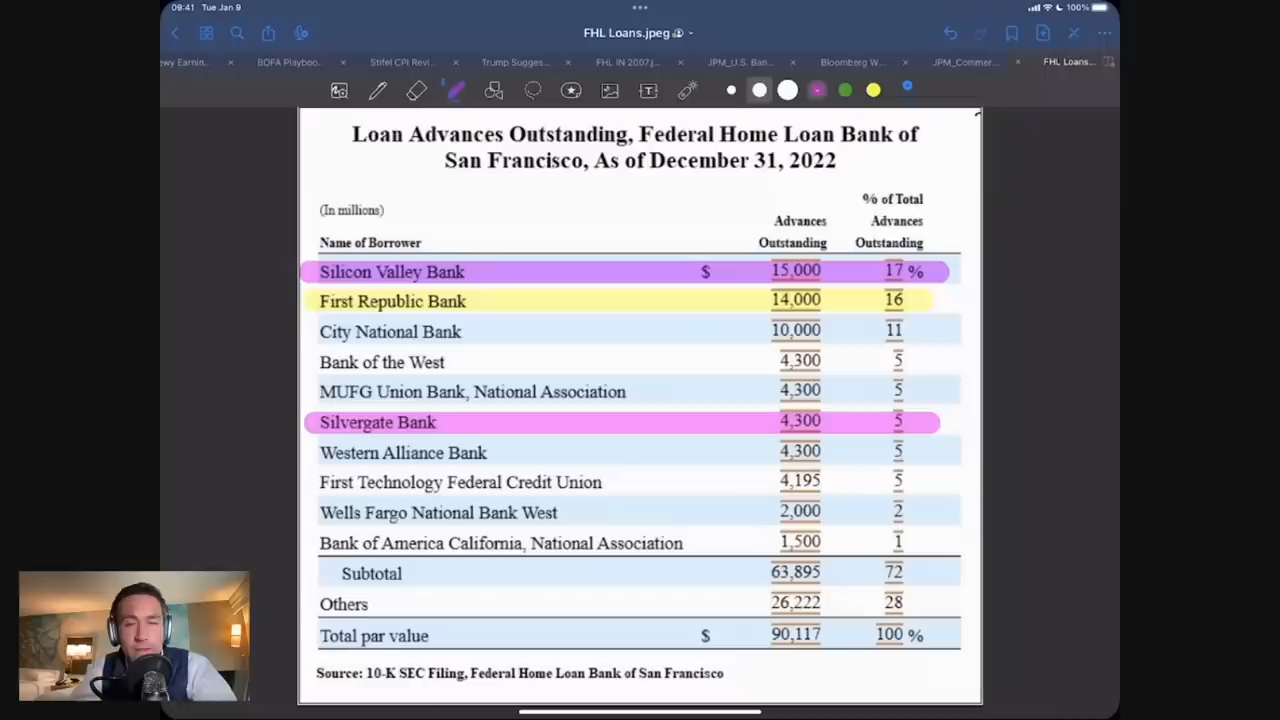 09:41 Tue Jan 9
100%
FHL Loans.jpeg
ewy Earnin...
BOFA Playboo...
Stifel CPI Revi...
Trump Sugges...
FHL IN 2007.j...
JPM_U.S. Ban...
Bloomberg W...
JPM_Commer...
FHL Loans...
Loan Advances Outstanding, Federal Home Loan Bank of
San Francisco, As of December 31, 2022
(In millions)
Name of Borrower
Advances
Outstanding
% of Total
Advances
Outstanding
Silicon Valley Bank $ 15,000 17 %
First Republic Bank 14,000 16
City National Bank 10,000 11
Bank of the West 4,300 5
MUFG Union Bank, National Association 4,300 5
Silvergate Bank 4,300 5
Western Alliance Bank 4,300 5
First Technology Federal Credit Union 4,195 5
Wells Fargo National Bank West 2,000 2
Bank of America California, National Association 1,500 1
Subtotal 63,895 72
Others 26,222 28
Total par value $ 90,117 100 %
Source: 10-K SEC Filing, Federal Home Loan Bank of San Francisco